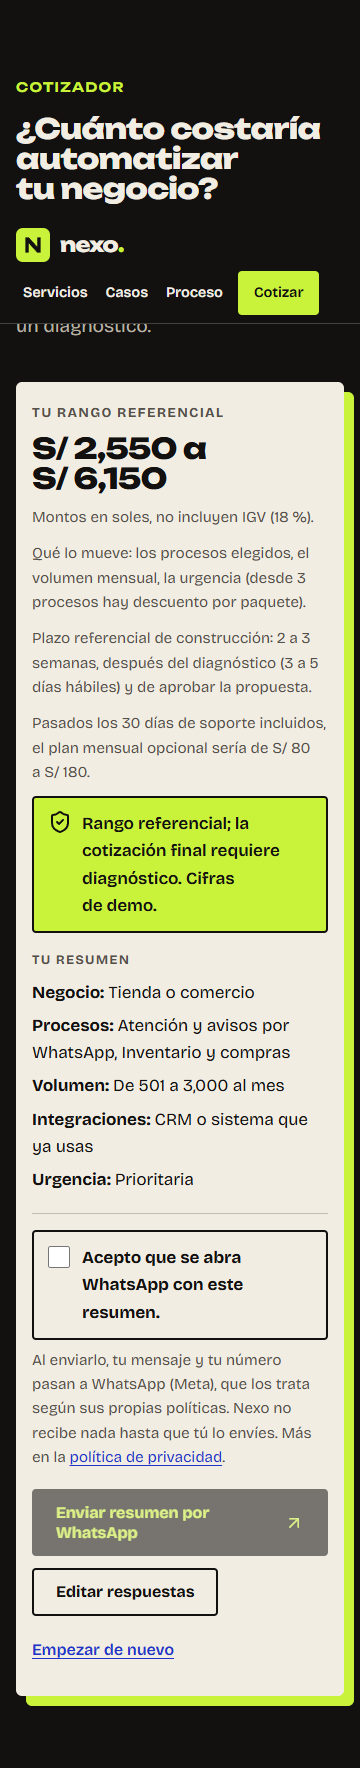 COTIZADOR
¿Cuánto costaría
automatizar
tu negocio?
N nexo.
Servicios Casos Proceso Cotizar
un diagnóstico.
TU RANGO REFERENCIAL
S/ 2,550 a
S/ 6,150
Montos en soles, no incluyen IGV (18 %).
Qué lo mueve: los procesos elegidos, el
volumen mensual, la urgencia (desde 3
procesos hay descuento por paquete).
Plazo referencial de construcción: 2 a 3
semanas, después del diagnóstico (3 a 5
días hábiles) y de aprobar la propuesta.
Pasados los 30 días de soporte incluidos,
el plan mensual opcional sería de S/ 80
a S/ 180.
Rango referencial; la
cotización final requiere
diagnóstico. Cifras
de demo.
TU RESUMEN
Negocio: Tienda o comercio
Procesos: Atención y avisos por
WhatsApp, Inventario y compras
Volumen: De 501 a 3,000 al mes
Integraciones: CRM o sistema que
ya usas
Urgencia: Prioritaria
Acepto que se abra
WhatsApp con este
resumen.
Al enviarlo, tu mensaje y tu número
pasan a WhatsApp (Meta), que los trata
según sus propias políticas. Nexo no
recibe nada hasta que tú lo envíes. Más
en la política de privacidad.
Enviar resumen por
WhatsApp
Editar respuestas
Empezar de nuevo